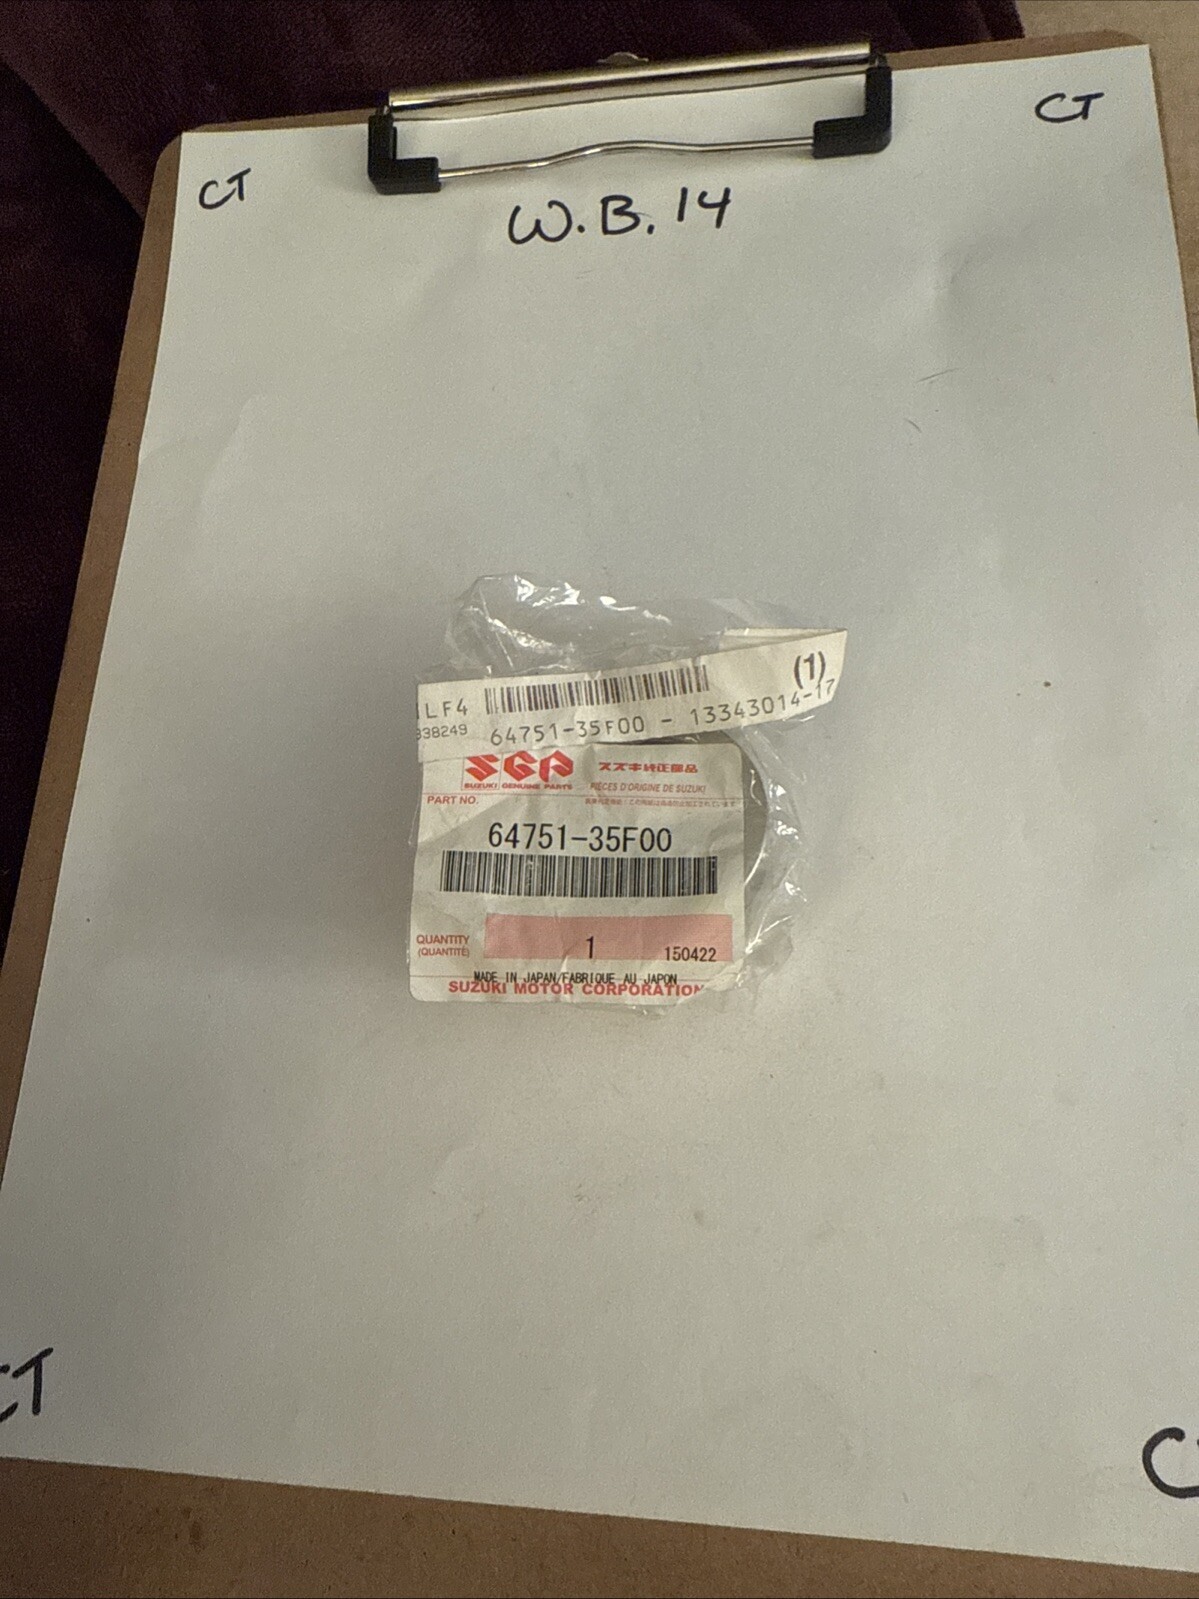 CT
CT
W.B.14
(1)
LF4
338249
64751-35F00 - 13343014-17
SGP
スズキ純正部品
SUZUKI GENUINE PARTS
PIÈCES D'ORIGINE DE SUZUKI
PART NO.
64751-35F00
QUANTITY
(QUANTITÉ)
1
150422
MADE IN JAPAN/FABRIQUE AU JAPON
SUZUKI MOTOR CORPORATION
CT
C